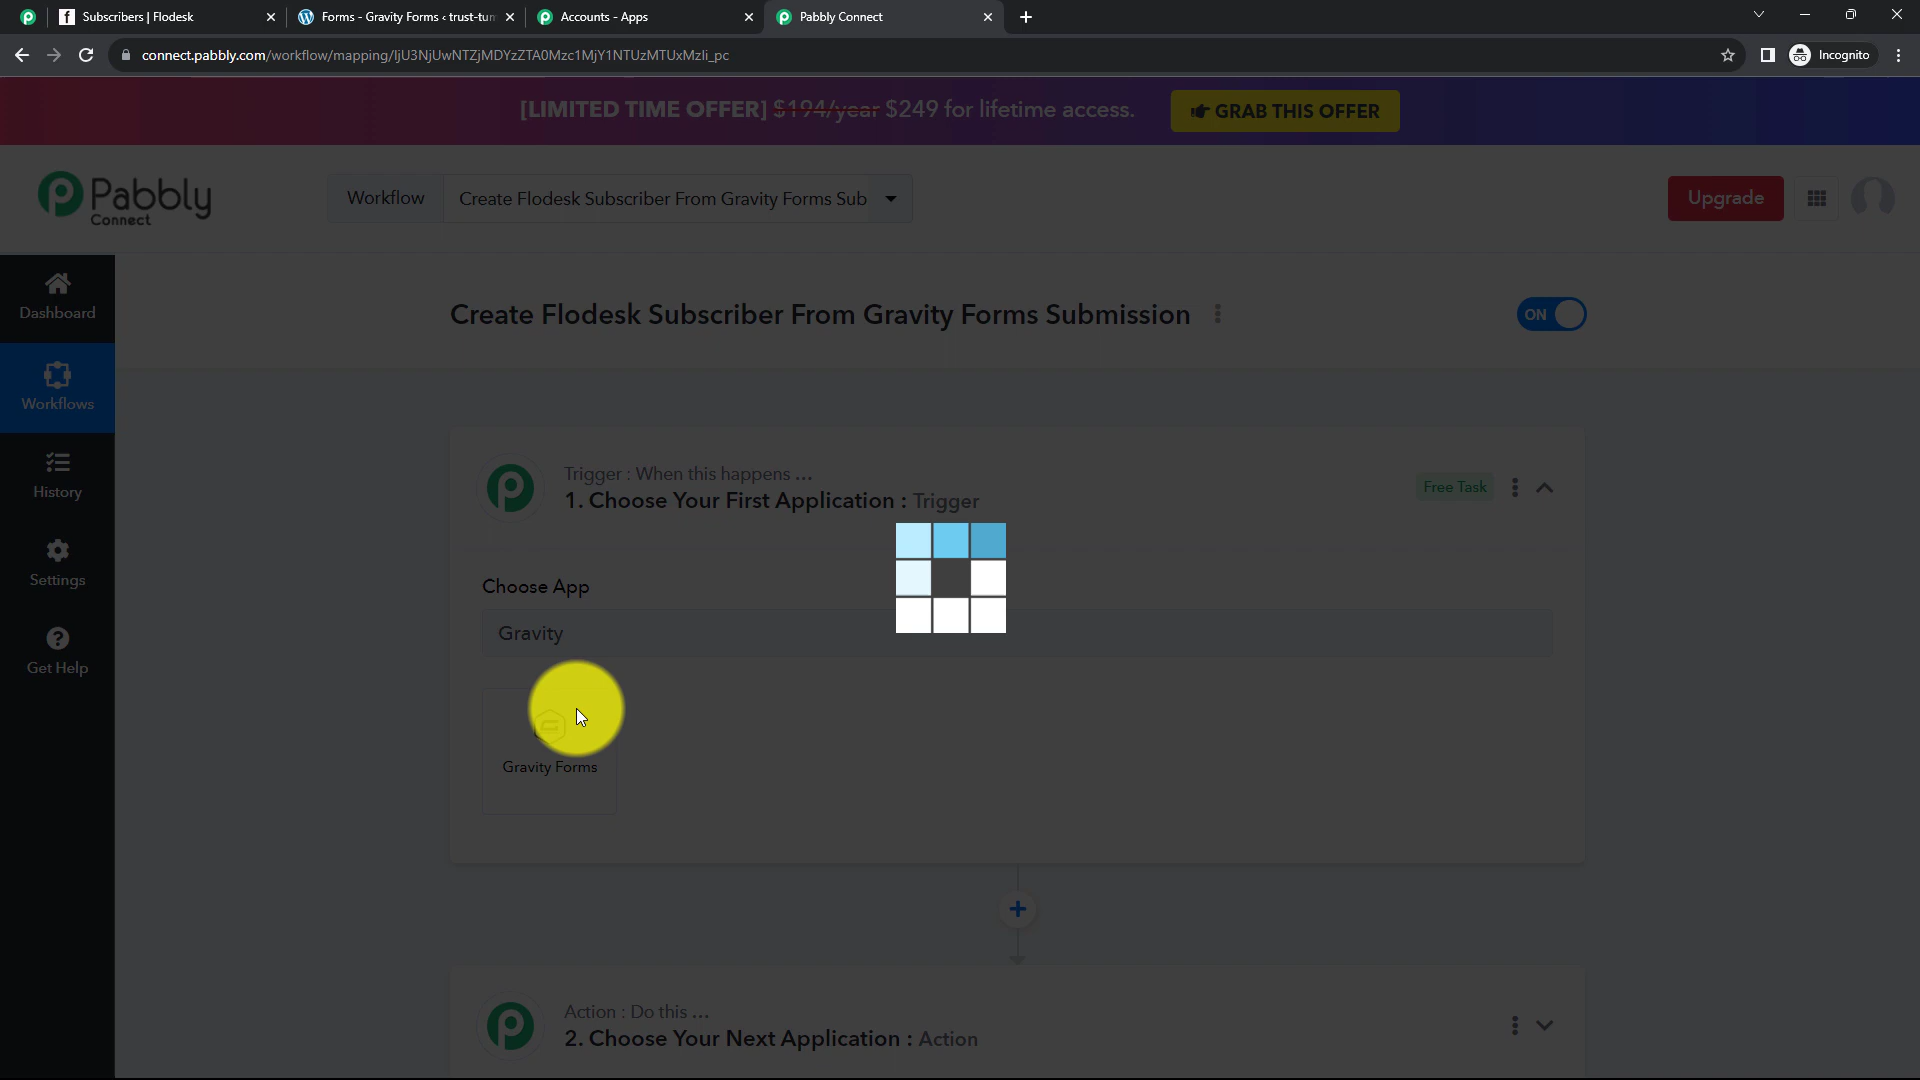 Subscribers | Flodesk
Forms - Gravity Forms ‹ trust-tun
Accounts - Apps
Pabbly Connect
connect.pabbly.com/workflow/mapping/IjU3NjUwNTZjMDYzZTA0Mzc1MjY1NTUzMTUxMzIi_pc
Incognito
[LIMITED TIME OFFER] $194/year $249 for lifetime access.
GRAB THIS OFFER
Pabbly
Connect
Workflow
Create Flodesk Subscriber From Gravity Forms Sub
Upgrade
Dashboard
Workflows
History
Settings
Get Help
Create Flodesk Subscriber From Gravity Forms Submission
ON
Trigger : When this happens ...
1. Choose Your First Application : Trigger
Free Task
Choose App
Gravity
Gravity Forms
Action : Do this ...
2. Choose Your Next Application : Action